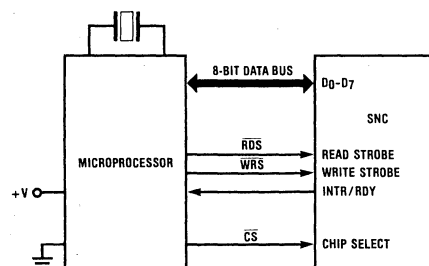 8-BIT DATA BUS
D0-D7
SNC
MICROPROCESSOR
RDS
READ STROBE
WRS
WRITE STROBE
+V
INTR/RDY
CS
CHIP SELECT